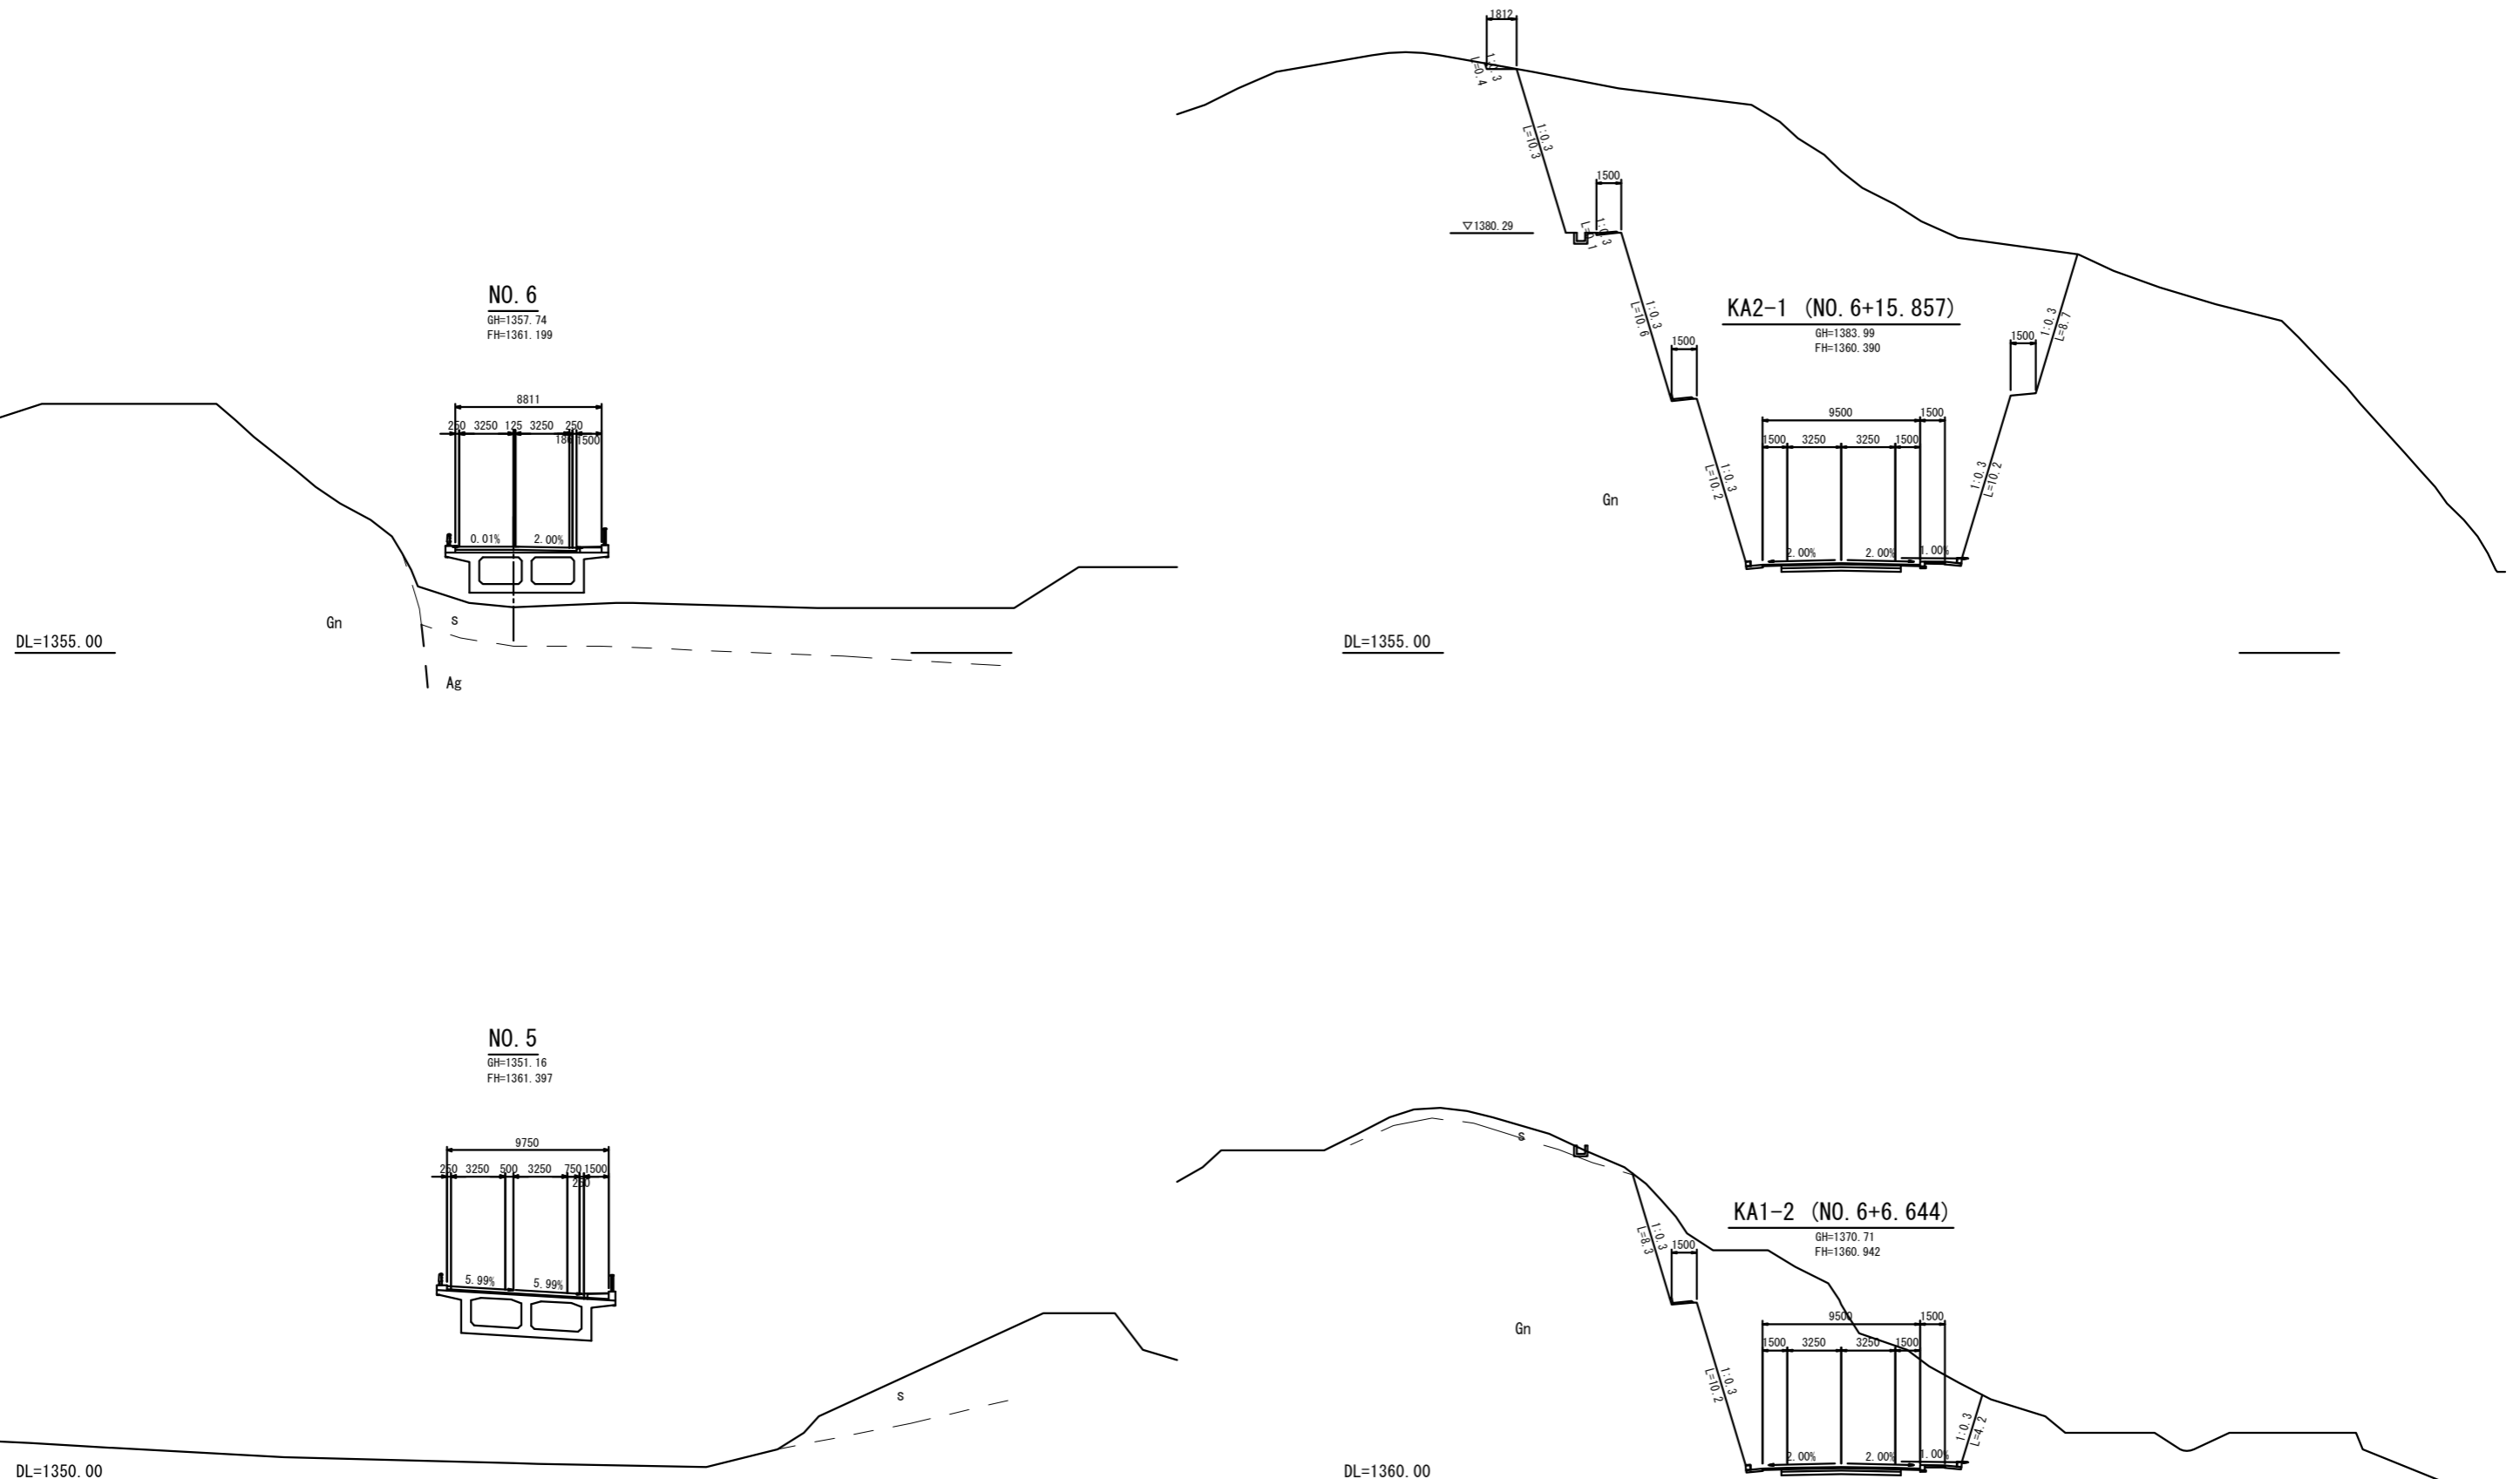 NO. 6
GH=1357. 74
FH=1361. 199
8811
250 3250 125 3250 250
180 1500
0. 01% 2. 00%
Gn
s
DL=1355. 00
Ag
1812
1:0. 3
L=0. 4
1:0. 3
L=10. 3
1500
▽1380. 29
1:0. 3
L=0. 1
1:0. 3
L=10. 6
1500
KA2-1 (NO. 6+15. 857)
GH=1383. 99
FH=1360. 390
1500
1:0. 3
L=8. 7
9500 1500
1500 3250 3250 1500
1:0. 3
L=10. 2
1:0. 3
L=10. 2
Gn
2. 00% 2. 00% 1. 00%
DL=1355. 00
NO. 5
GH=1351. 16
FH=1361. 397
9750
250 3250 500 3250 750 1500
250
5. 99% 5. 99%
s
DL=1350. 00
s
KA1-2 (NO. 6+6. 644)
GH=1370. 71
FH=1360. 942
1:0. 3
L=8. 3
1500
9500 1500
1500 3250 3250 1500
Gn
1:0. 3
L=10. 2
1:0. 3
L=4. 2
2. 00% 2. 00% 1. 00%
DL=1360. 00